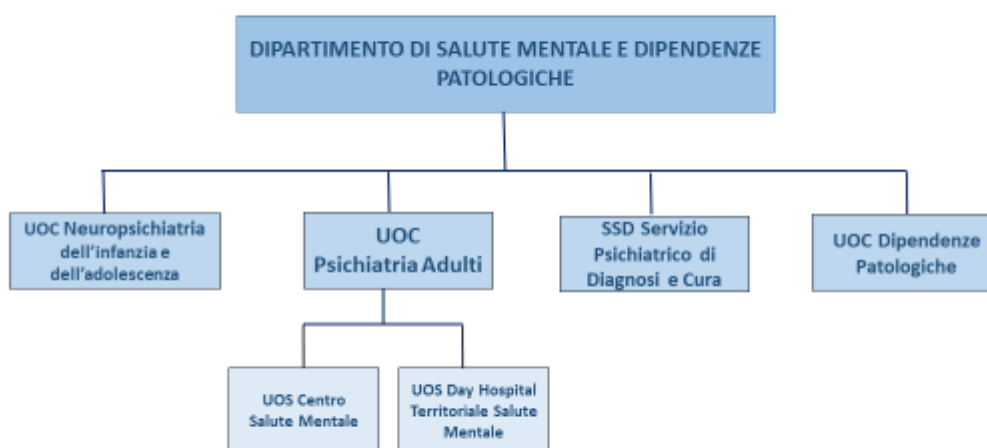 DIPARTIMENTO DI SALUTE MENTALE E DIPENDENZE
PATOLOGICHE
UOC Neuropsichiatria
dell'infanzia e
dell'adolescenza
UOC
Psichiatria Adulti
SSD Servizio
Psichiatrico di
Diagnosi e Cura
UOC Dipendenze
Patologiche
UOS Centro
Salute Mentale
UOS Day Hospital
Territoriale Salute
Mentale